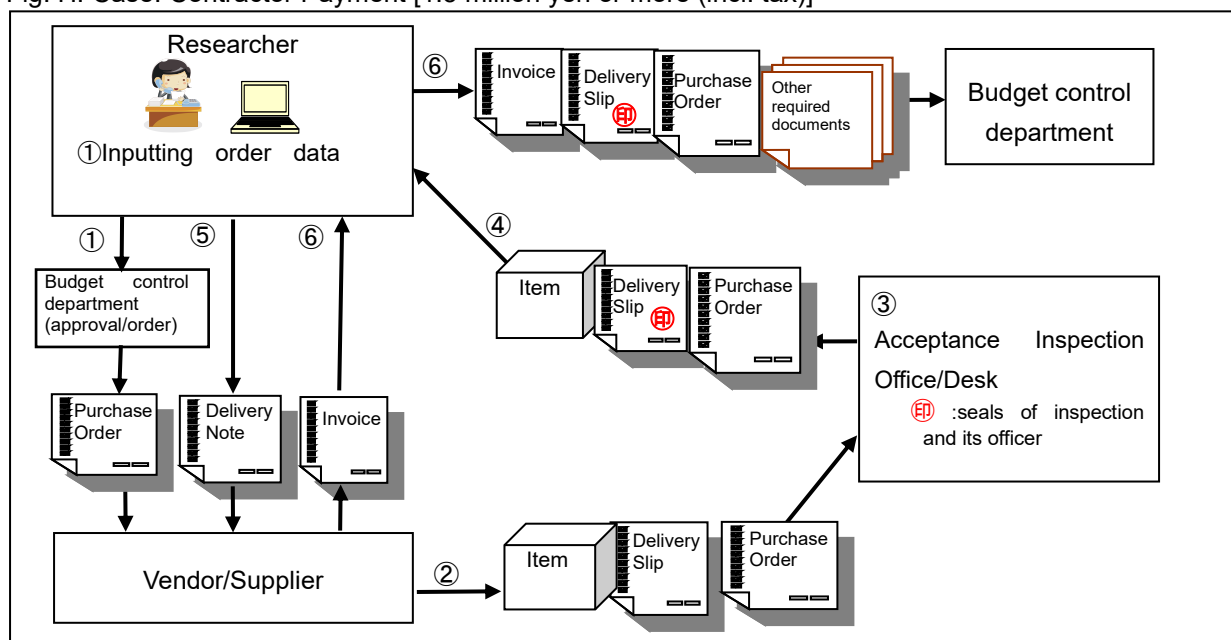 Researcher
①Inputting order data
⑥
Invoice
Delivery
Slip
印
Purchase
Order
Other
required
documents
Budget control
department
①
⑤
⑥
④
Budget control
department
(approval/order)
Item
Delivery
Slip
印
Purchase
Order
③
Acceptance Inspection
Office/Desk
印 :seals of inspection
and its officer
Purchase
Order
Delivery
Note
Invoice
Vendor/Supplier
②
Item
Delivery
Slip
Purchase
Order